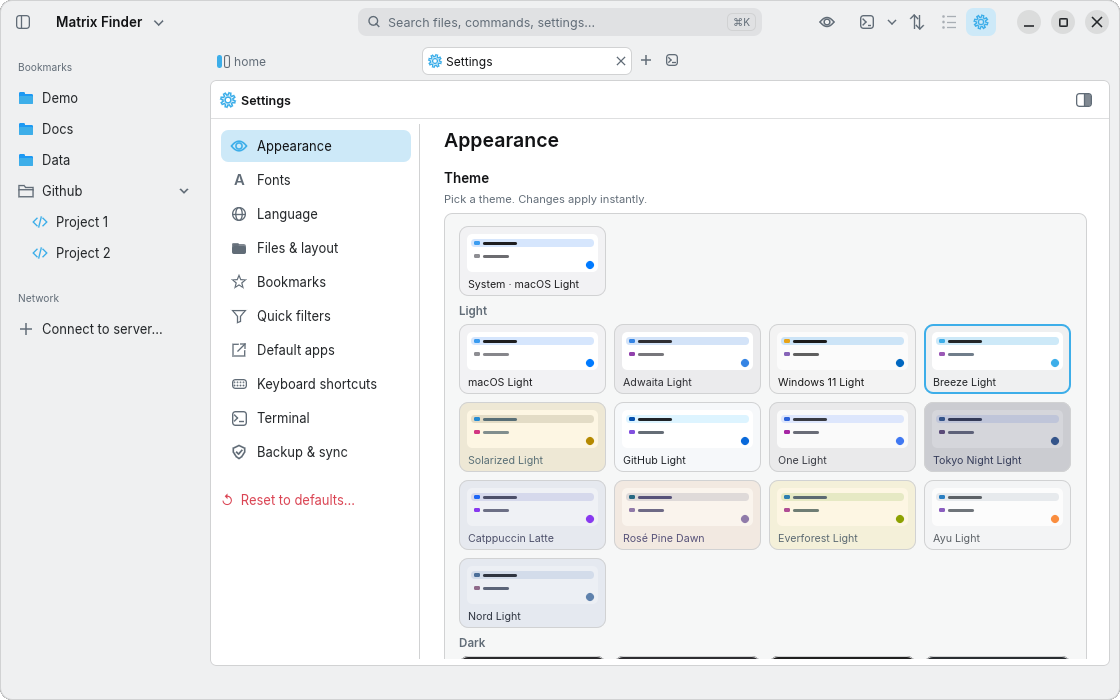 Matrix Finder
Search files, commands, settings...
⌘K
Bookmarks
Demo
Docs
Data
Github
Project 1
Project 2
Network
Connect to server...
home
Settings
Settings
Appearance
Fonts
Language
Files & layout
Bookmarks
Quick filters
Default apps
Keyboard shortcuts
Terminal
Backup & sync
Reset to defaults...
Appearance
Theme
Pick a theme. Changes apply instantly.
System · macOS Light
Light
macOS Light
Adwaita Light
Windows 11 Light
Breeze Light
Solarized Light
GitHub Light
One Light
Tokyo Night Light
Catppuccin Latte
Rosé Pine Dawn
Everforest Light
Ayu Light
Nord Light
Dark